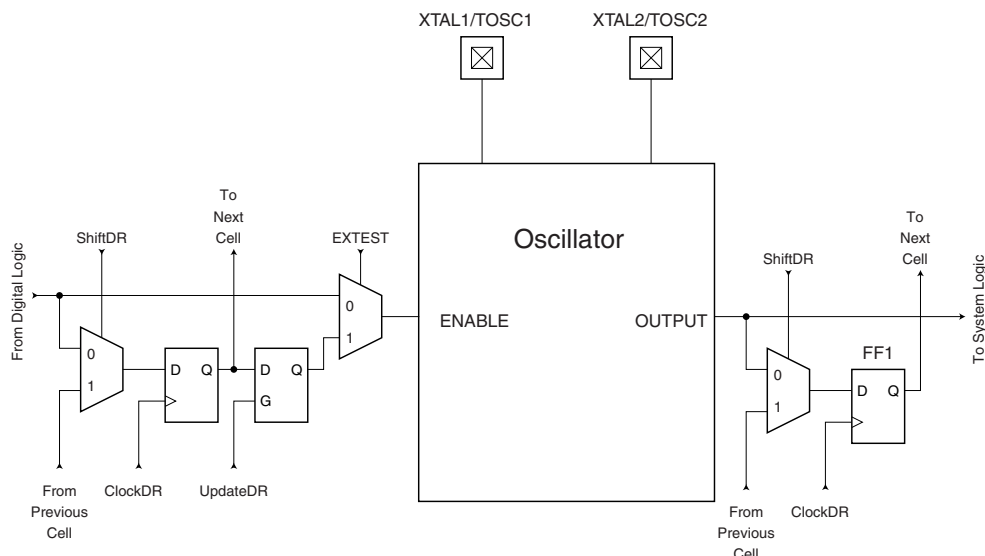 XTAL1/TOSC1
XTAL2/TOSC2
To
Next
Cell
ShiftDR
EXTEST
From Digital Logic
0
1
D Q
D Q
G
0
1
From
Previous
Cell
ClockDR
UpdateDR
Oscillator
ENABLE
OUTPUT
To
Next
Cell
ShiftDR
To System Logic
FF1
0
1
D Q
From
Previous
Cell
ClockDR